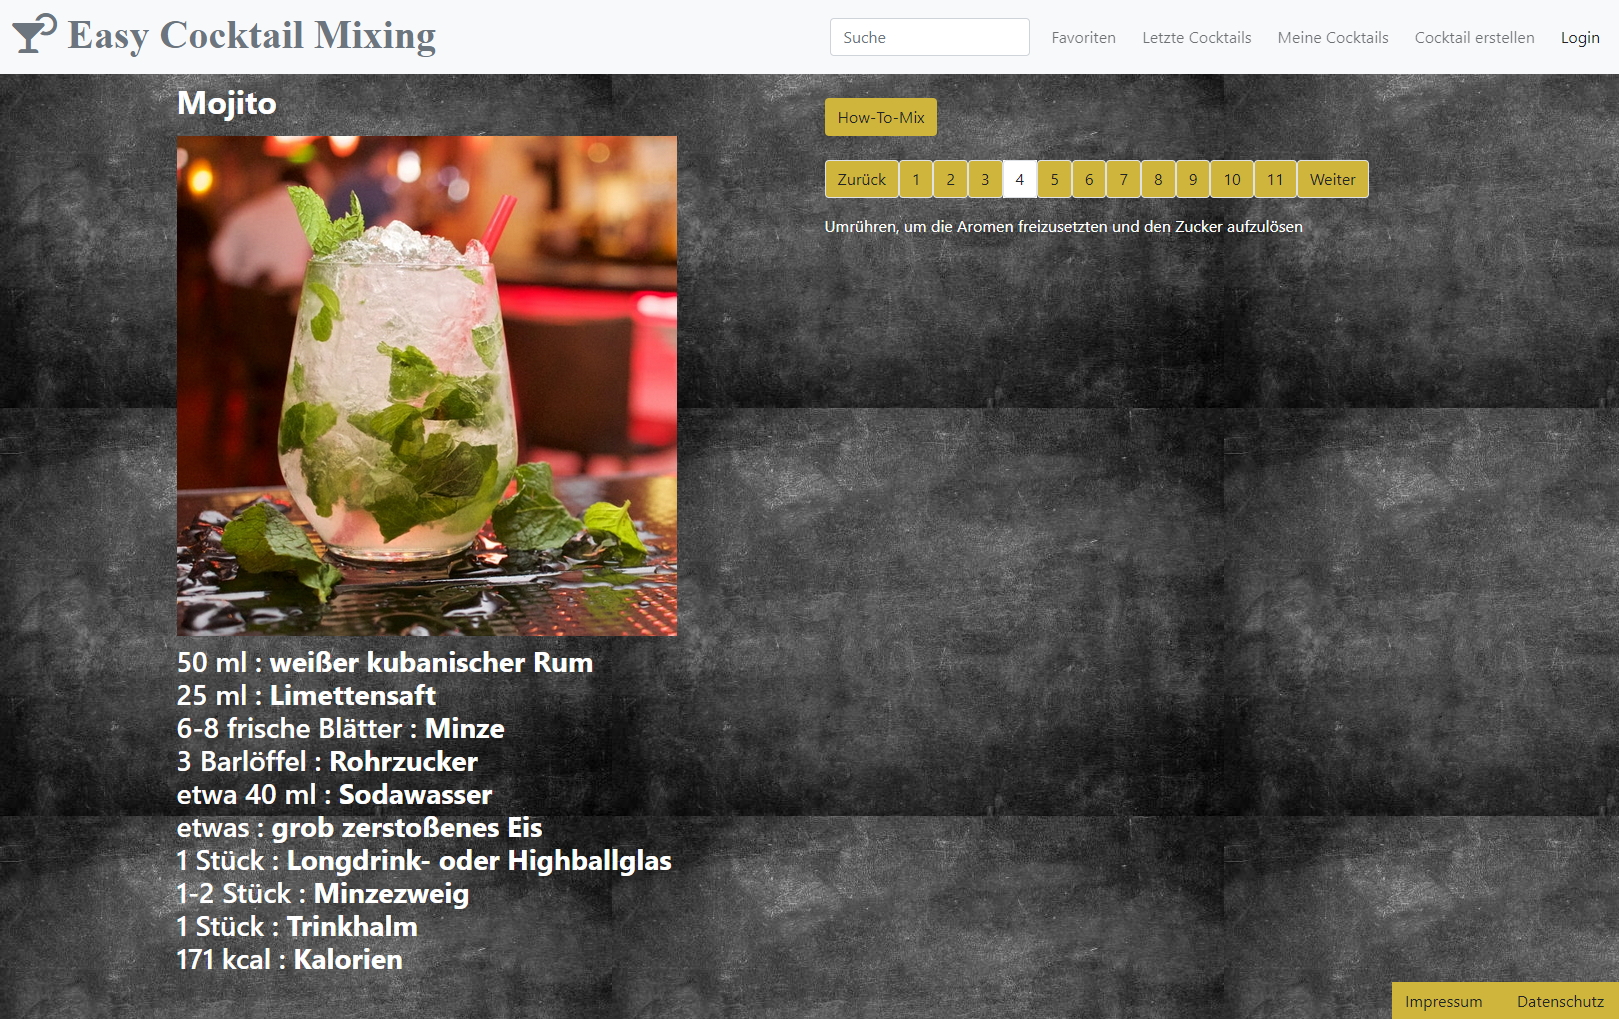 Easy Cocktail Mixing
Suche
Favoriten
Letzte Cocktails
Meine Cocktails
Cocktail erstellen
Login
Mojito
50 ml : weißer kubanischer Rum
25 ml : Limettensaft
6-8 frische Blätter : Minze
3 Barlöffel : Rohrzucker
etwa 40 ml : Sodawasser
etwas : grob zerstoßenes Eis
1 Stück : Longdrink- oder Highballglas
1-2 Stück : Minzezweig
1 Stück : Trinkhalm
171 kcal : Kalorien
How-To-Mix
Zurück 1 2 3 4 5 6 7 8 9 10 11 Weiter
Umrühren, um die Aromen freizusetzten und den Zucker aufzulösen
Impressum
Datenschutz